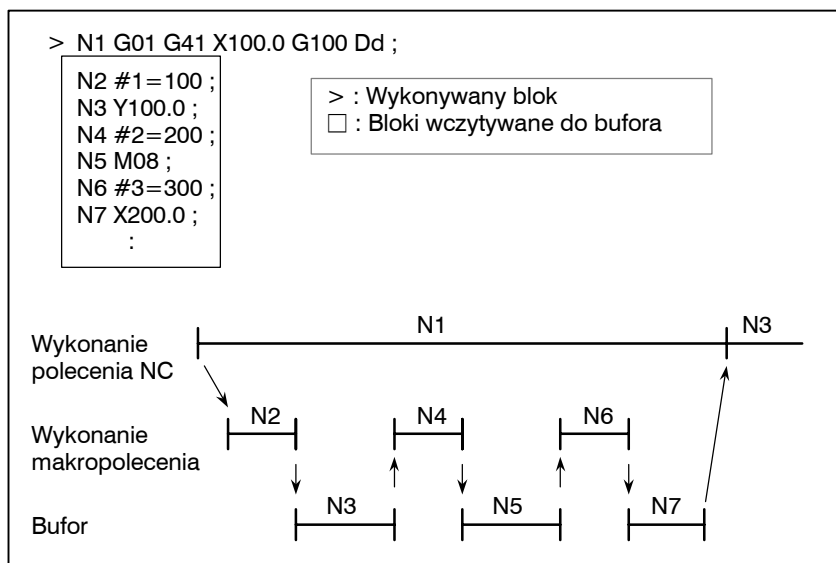 > N1 G01 G41 X100.0 G100 Dd ;
N2 #1=100 ;
N3 Y100.0 ;
N4 #2=200 ;
N5 M08 ;
N6 #3=300 ;
N7 X200.0 ;
:
> : Wykonywany blok
□ : Bloki wczytywane do bufora
N1 N3
Wykonanie
polecenia NC
N2 N4 N6
Wykonanie
makropolecenia
N3 N5 N7
Bufor